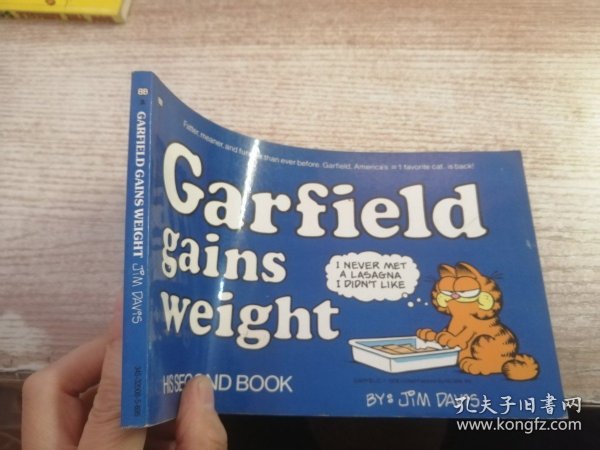 Fatter, meaner, and funnier than ever before. Garfield, America's #1 favorite cat, is back!
Garfield
gains
weight
I NEVER MET
A LASAGNA
I DIDN'T LIKE
HIS SECOND BOOK
BY: JIM DAVIS
BB
GARFIELD GAINS WEIGHT
JIM DAVIS
孔夫子旧书网
www.kongfz.com